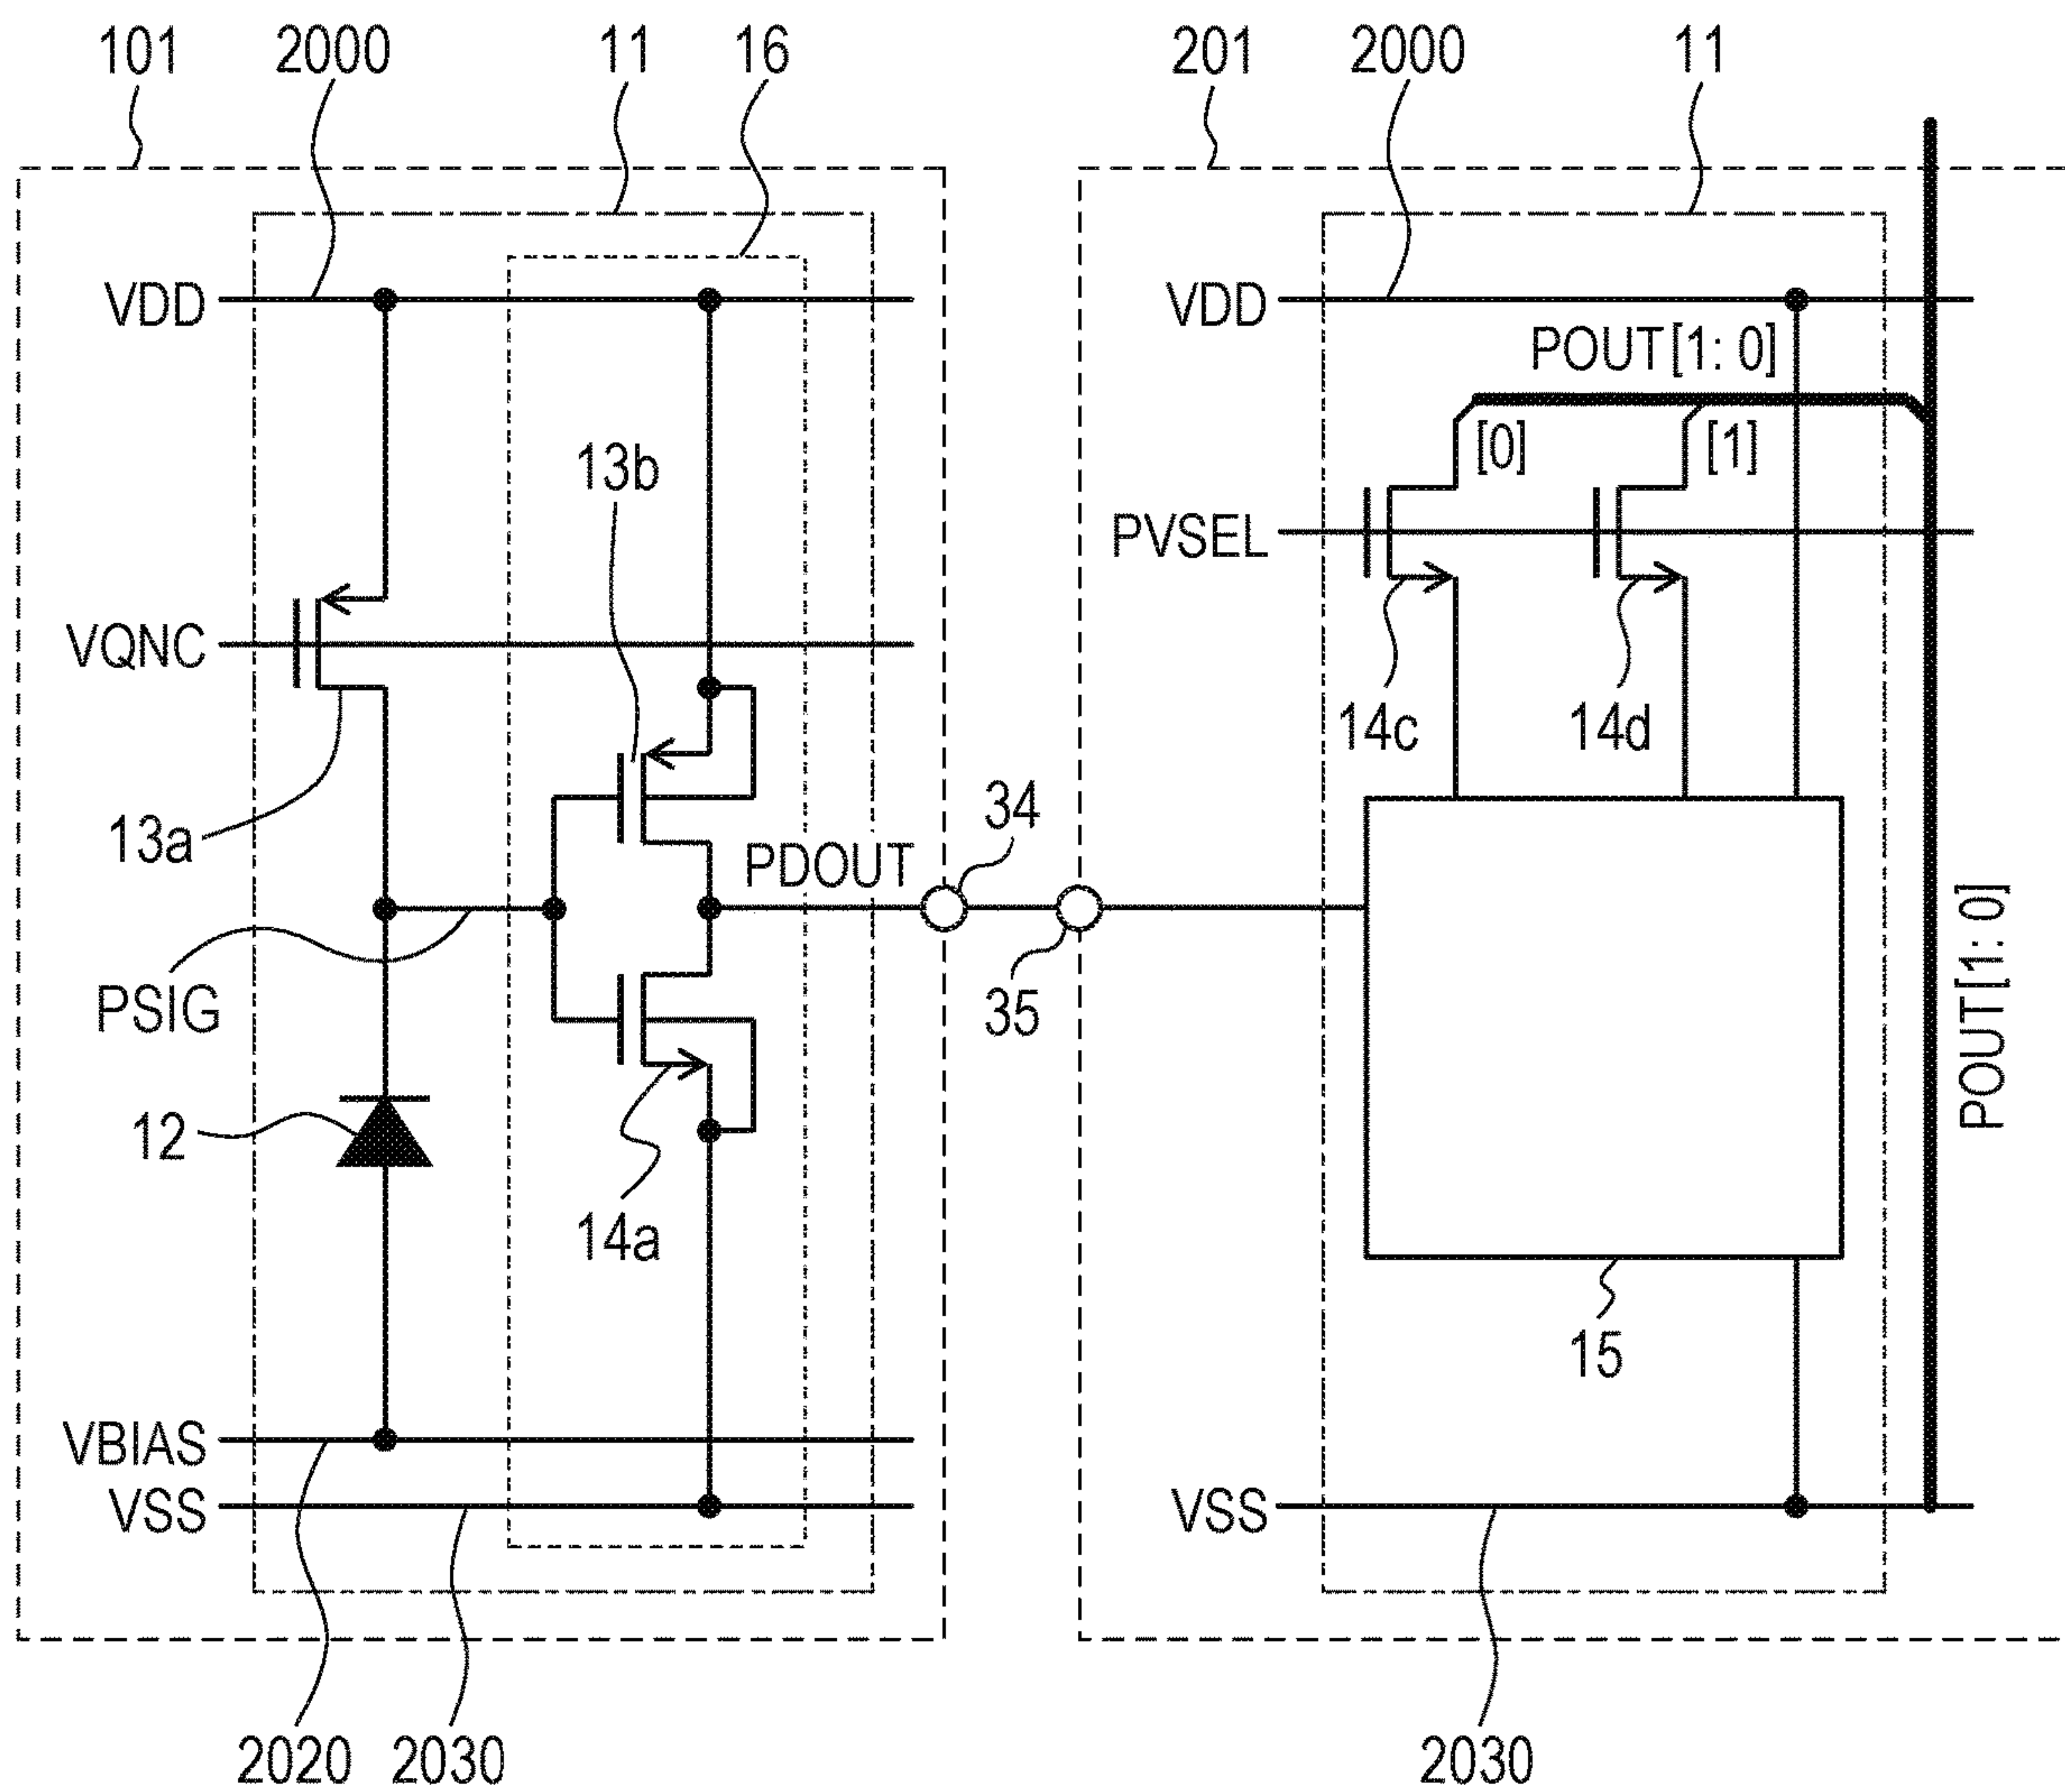 101
2000
11
16
201
2000
11
VDD
VDD
POUT[1: 0]
[0]
[1]
13b
PVSEL
VQNC
14c
14d
13a
34
PDOUT
POUT[1: 0]
PSIG
35
12
14a
15
VBIAS
VSS
VSS
2020
2030
2030